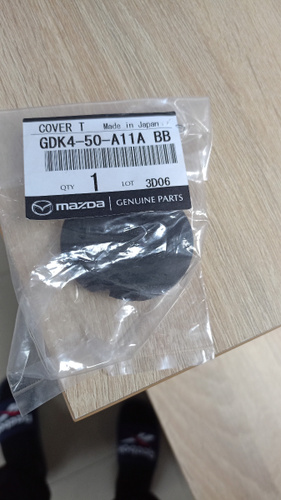 COVER T Made in Japan
GDK4-50-A11A BB
QTY 1 LOT 3D06
mazda GENUINE PARTS